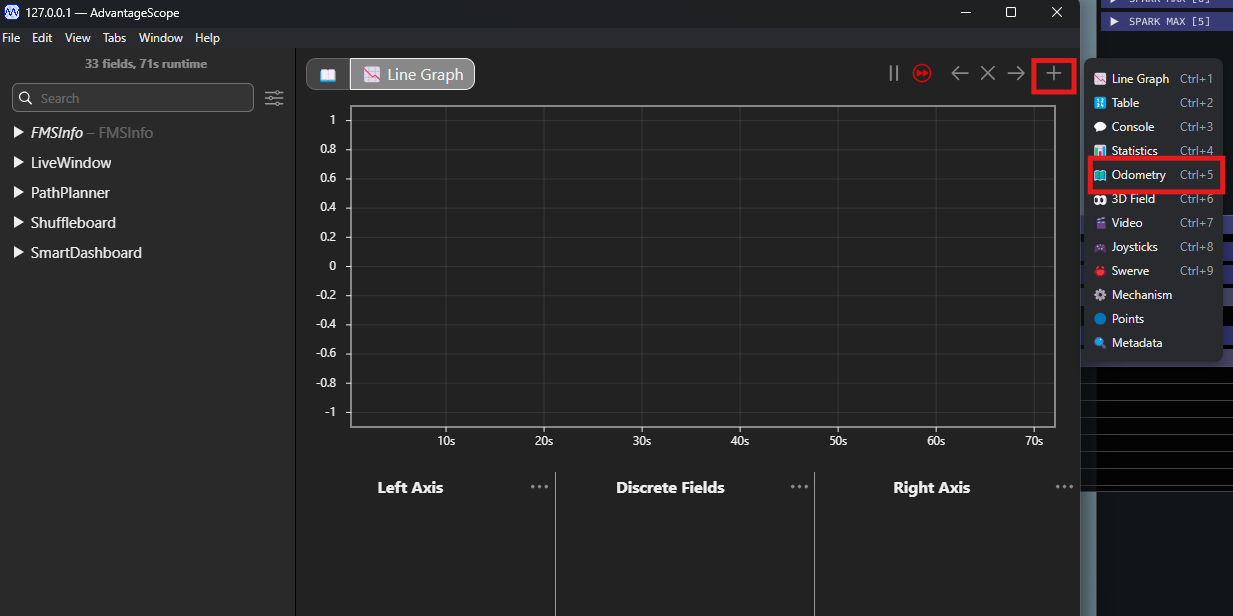 127.0.0.1 — AdvantageScope
File Edit View Tabs Window Help
33 fields, 71s runtime
Search
FMSInfo – FMSInfo
LiveWindow
PathPlanner
Shuffleboard
SmartDashboard
Line Graph
1
0.8
0.6
0.4
0.2
0
-0.2
-0.4
-0.6
-0.8
-1
10s 20s 30s 40s 50s 60s 70s
Left Axis
Discrete Fields
Right Axis
SPARK MAX [6]
SPARK MAX [5]
Line Graph Ctrl+1
Table Ctrl+2
Console Ctrl+3
Statistics Ctrl+4
Odometry Ctrl+5
3D Field Ctrl+6
Video Ctrl+7
Joysticks Ctrl+8
Swerve Ctrl+9
Mechanism
Points
Metadata